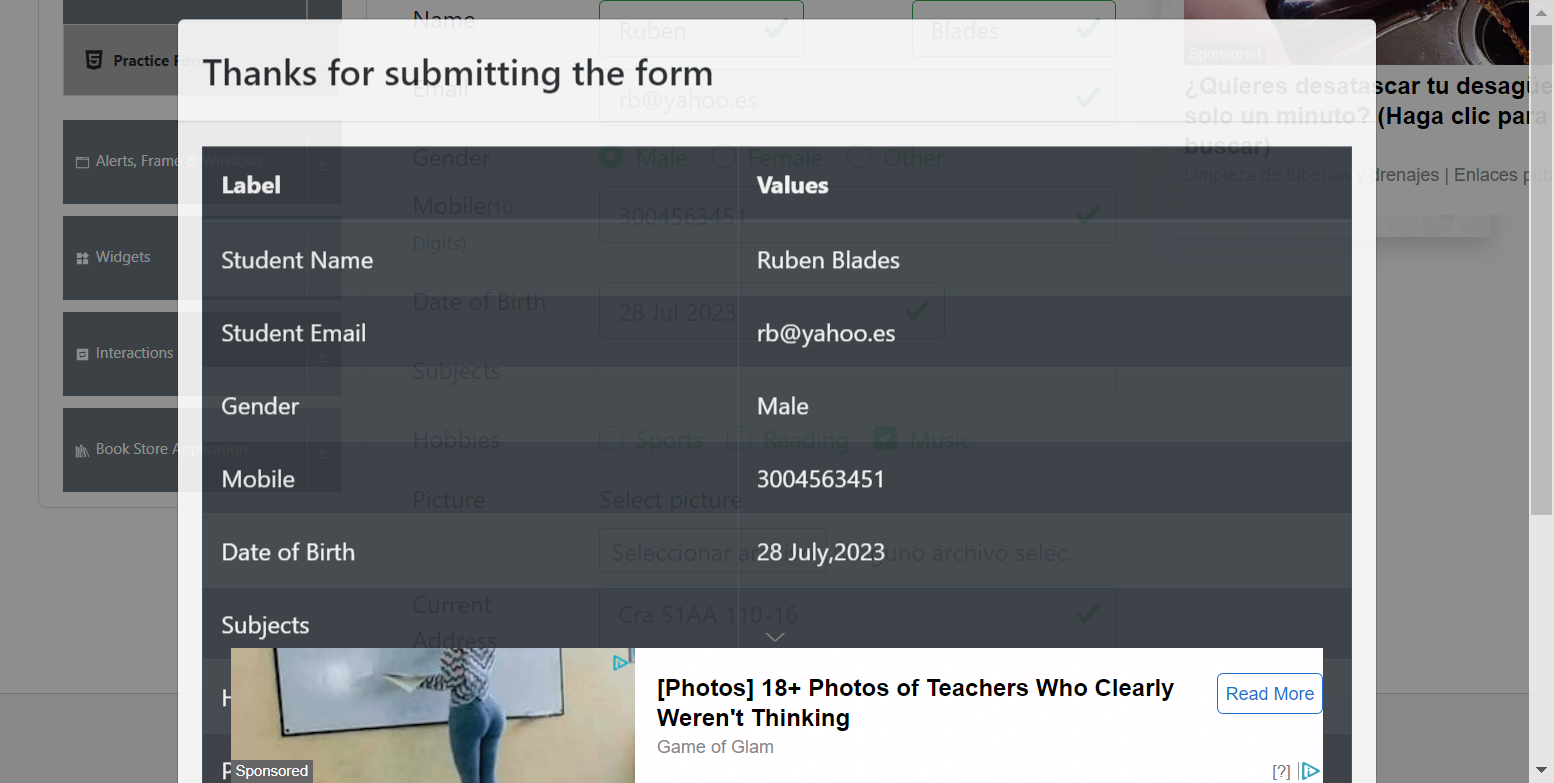 Thanks for submitting the form
Label Values
Student Name Ruben Blades
Student Email rb@yahoo.es
Gender Male
Mobile 3004563451
Date of Birth 28 July,2023
Subjects
H
P
Practice For
Alerts, Frame & Windows
Widgets
Interactions
Book Store Application
Name Ruben Blades
Email rb@yahoo.es
Gender Male Female Other
Mobile(10
Digits)
3004563451
Date of Birth 28 Jul 2023
Subjects
Hobbies Sports Reading Music
Picture Select picture
Seleccionar ar uno archivo selec.
Current
Address
Cra 51AA 110-16
Sponsored
¿Quieres desatascar tu desagüe
solo un minuto? (Haga clic para
buscar)
Limpieza de tuberías y drenajes | Enlaces pub
[Photos] 18+ Photos of Teachers Who Clearly
Weren't Thinking
Game of Glam
Read More
Sponsored
[?]